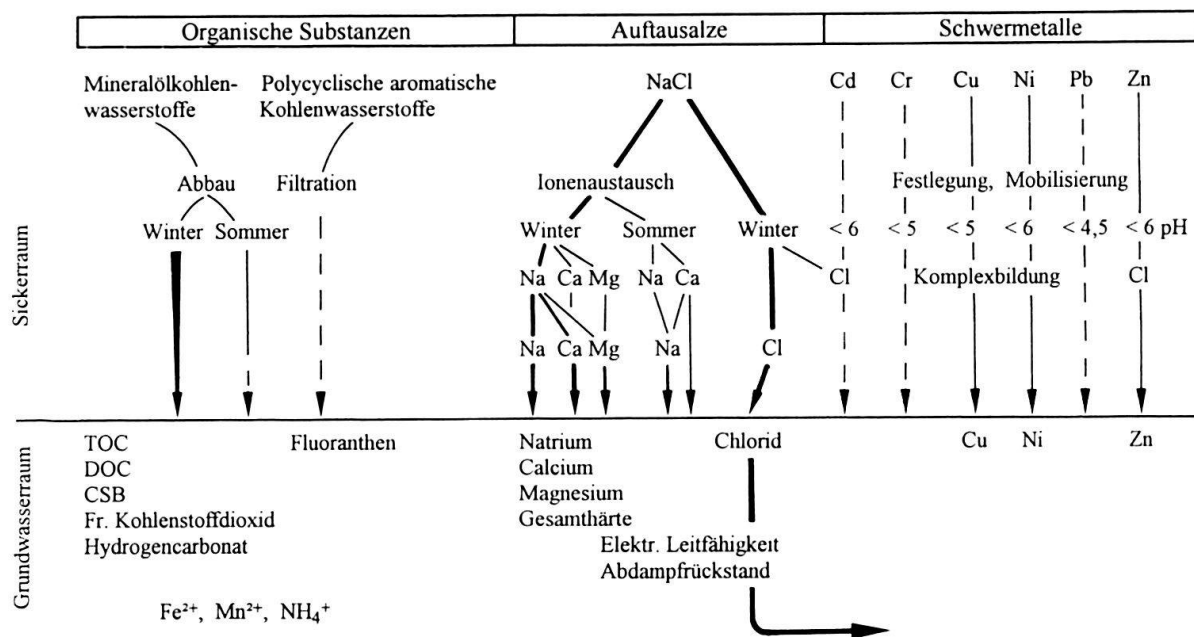 Organische Substanzen Auftausalze Schwermetalle
Mineralölkohlen-
wasserstoffe
Polycyclische aromatische
Kohlenwasserstoffe
NaCl
Cd Cr Cu Ni Pb Zn
Abbau Filtration
Ionenaustausch
Festlegung, Mobilisierung
Winter Sommer
Winter Sommer Winter
< 6 < 5 < 5 < 6 < 4,5 < 6 pH
Na Ca Mg Na Ca
Cl Komplexbildung Cl
Na Ca Mg Na Cl
Sickerraum
TOC
DOC
CSB
Fr. Kohlenstoffdioxid
Hydrogencarbonat
Fluoranthen
Natrium
Calcium
Magnesium
Gesamthärte
Chlorid
Cu Ni Zn
Elektr. Leitfähigkeit
Abdampfrückstand
Fe²⁺, Mn²⁺, NH₄⁺
Grundwasserraum